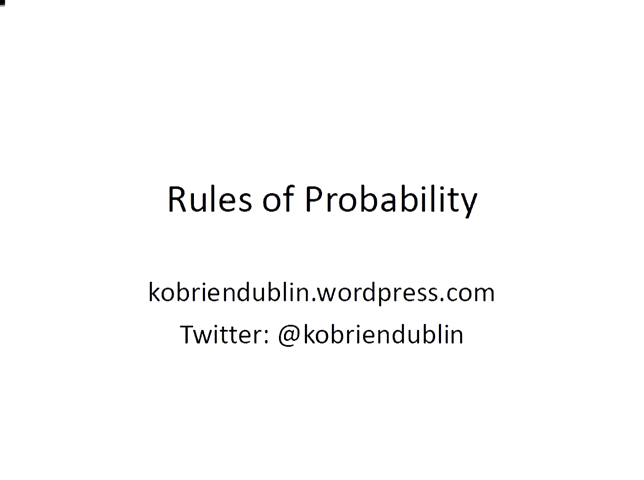 Rules of Probability
kobriendublin.wordpress.com
Twitter: @kobriendublin